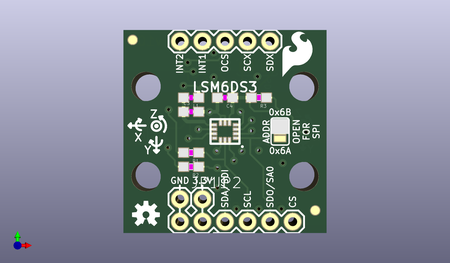 INT2
INT1
OCS
SCX
SDX
LSM6DS3
0x6B
ADDR
OPEN
FOR
SPI
0x6A
Z
X
Y
GND
3.3V
SDA/SDI
SCL
SDO/SA0
CS